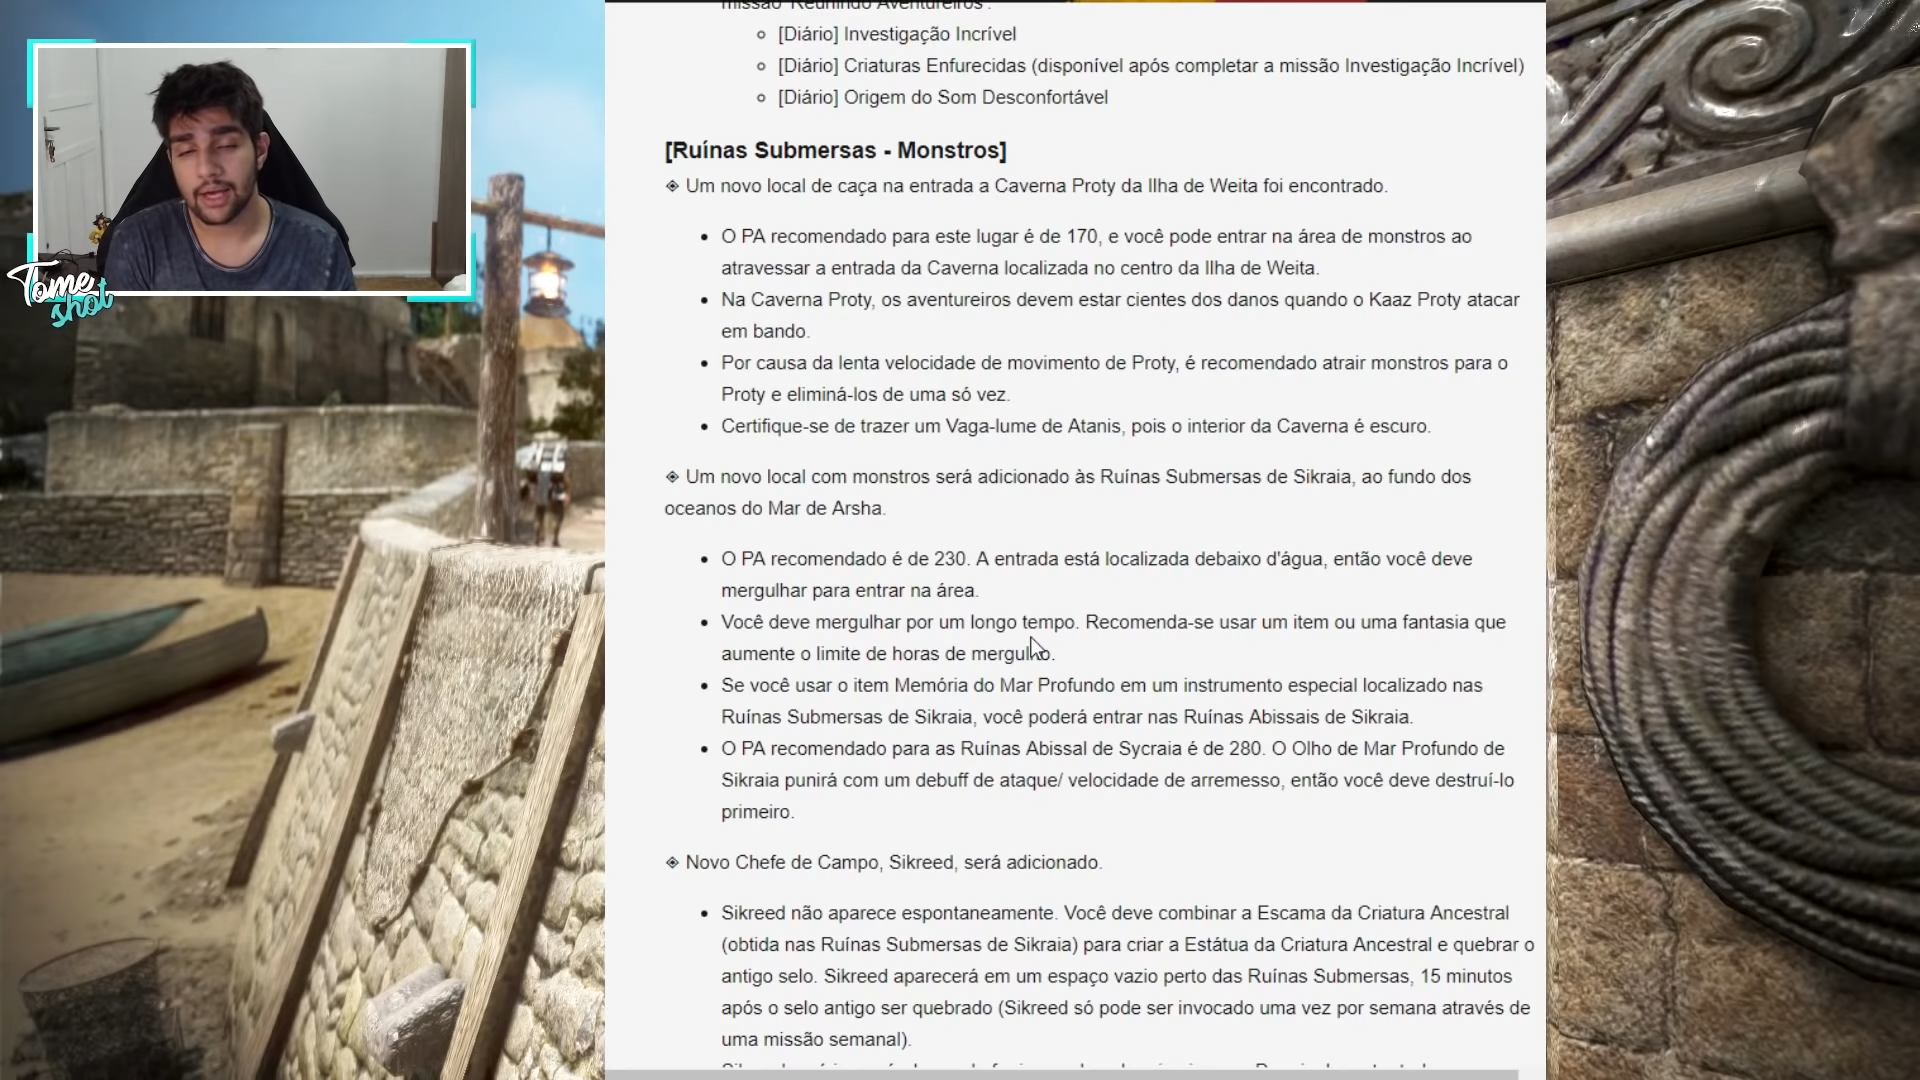 missão 'Reunindo Aventureiros'.
[Diário] Investigação Incrível
[Diário] Criaturas Enfurecidas (disponível após completar a missão Investigação Incrível)
[Diário] Origem do Som Desconfortável
[Ruínas Submersas - Monstros]
◈ Um novo local de caça na entrada a Caverna Proty da Ilha de Weita foi encontrado.
O PA recomendado para este lugar é de 170, e você pode entrar na área de monstros ao
atravessar a entrada da Caverna localizada no centro da Ilha de Weita.
Na Caverna Proty, os aventureiros devem estar cientes dos danos quando o Kaaz Proty atacar
em bando.
Por causa da lenta velocidade de movimento de Proty, é recomendado atrair monstros para o
Proty e eliminá-los de uma só vez.
Certifique-se de trazer um Vaga-lume de Atanis, pois o interior da Caverna é escuro.
◈ Um novo local com monstros será adicionado às Ruínas Submersas de Sikraia, ao fundo dos
oceanos do Mar de Arsha.
O PA recomendado é de 230. A entrada está localizada debaixo d'água, então você deve
mergulhar para entrar na área.
Você deve mergulhar por um longo tempo. Recomenda-se usar um item ou uma fantasia que
aumente o limite de horas de mergulho.
Se você usar o item Memória do Mar Profundo em um instrumento especial localizado nas
Ruínas Submersas de Sikraia, você poderá entrar nas Ruínas Abissais de Sikraia.
O PA recomendado para as Ruínas Abissal de Sycraia é de 280. O Olho de Mar Profundo de
Sikraia punirá com um debuff de ataque/ velocidade de arremesso, então você deve destruí-lo
primeiro.
◈ Novo Chefe de Campo, Sikreed, será adicionado.
Sikreed não aparece espontaneamente. Você deve combinar a Escama da Criatura Ancestral
(obtida nas Ruínas Submersas de Sikraia) para criar a Estátua da Criatura Ancestral e quebrar o
antigo selo. Sikreed aparecerá em um espaço vazio perto das Ruínas Submersas, 15 minutos
após o selo antigo ser quebrado (Sikreed só pode ser invocado uma vez por semana através de
uma missão semanal).
Tome
shot